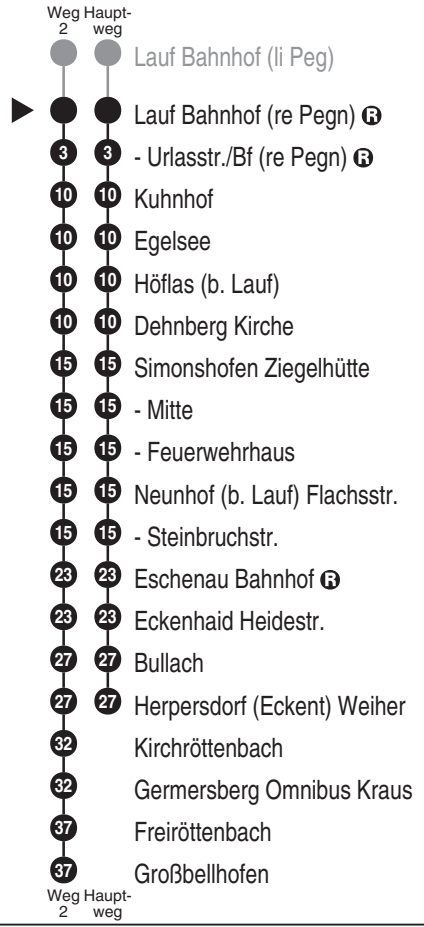 Weg Haupt-
2 weg
Lauf Bahnhof (li Peg)
Lauf Bahnhof (re Pegn) R
3 3 - Urlasstr./Bf (re Pegn) R
10 10 Kuhnhof
10 10 Egelsee
10 10 Höflas (b. Lauf)
10 10 Dehnberg Kirche
15 15 Simonshofen Ziegelhütte
15 15 - Mitte
15 15 - Feuerwehrhaus
15 15 Neunhof (b. Lauf) Flachsstr.
15 15 - Steinbruchstr.
23 23 Eschenau Bahnhof R
23 23 Eckenhaid Heidestr.
27 27 Bullach
27 27 Herpersdorf (Eckent) Weiher
32 Kirchröttenbach
32 Germersberg Omnibus Kraus
37 Freiröttenbach
37 Großbellhofen
Weg Haupt-
2 weg